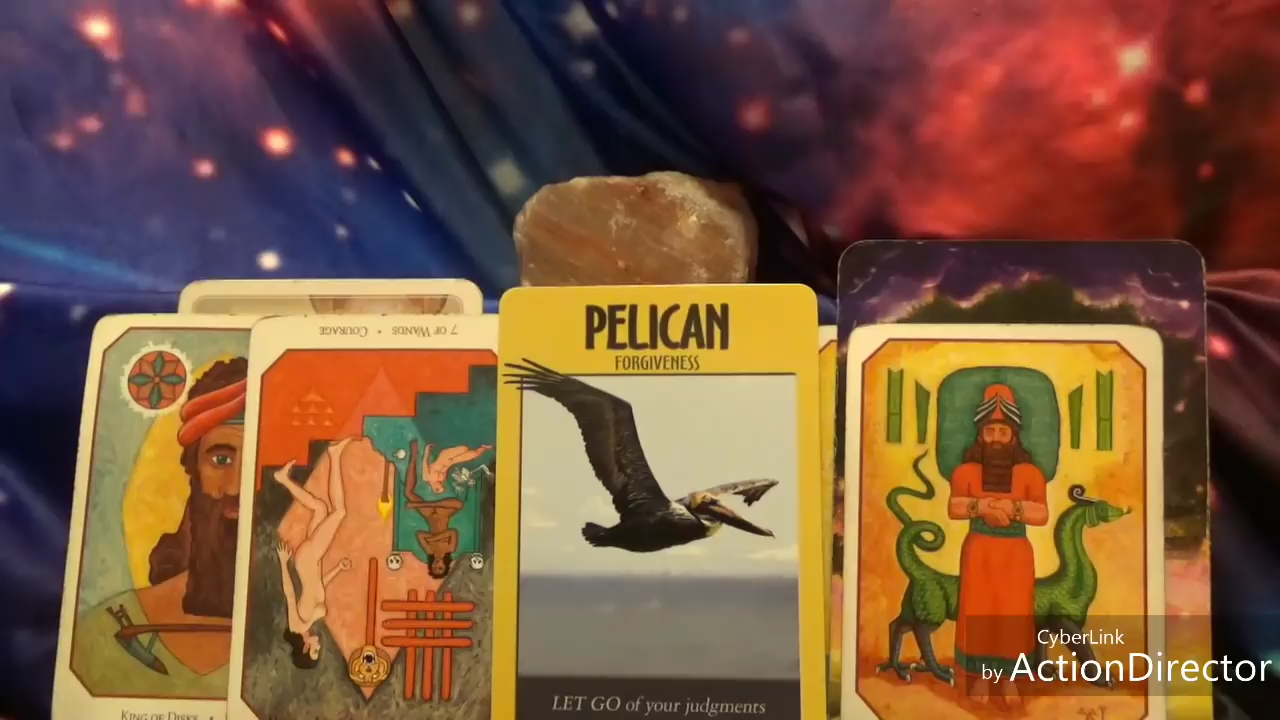 7 OF WANDS • COURAGE
PELICAN
FORGIVENESS
LET GO of your judgments
KING OF DISKS •
CyberLink
by ActionDirector